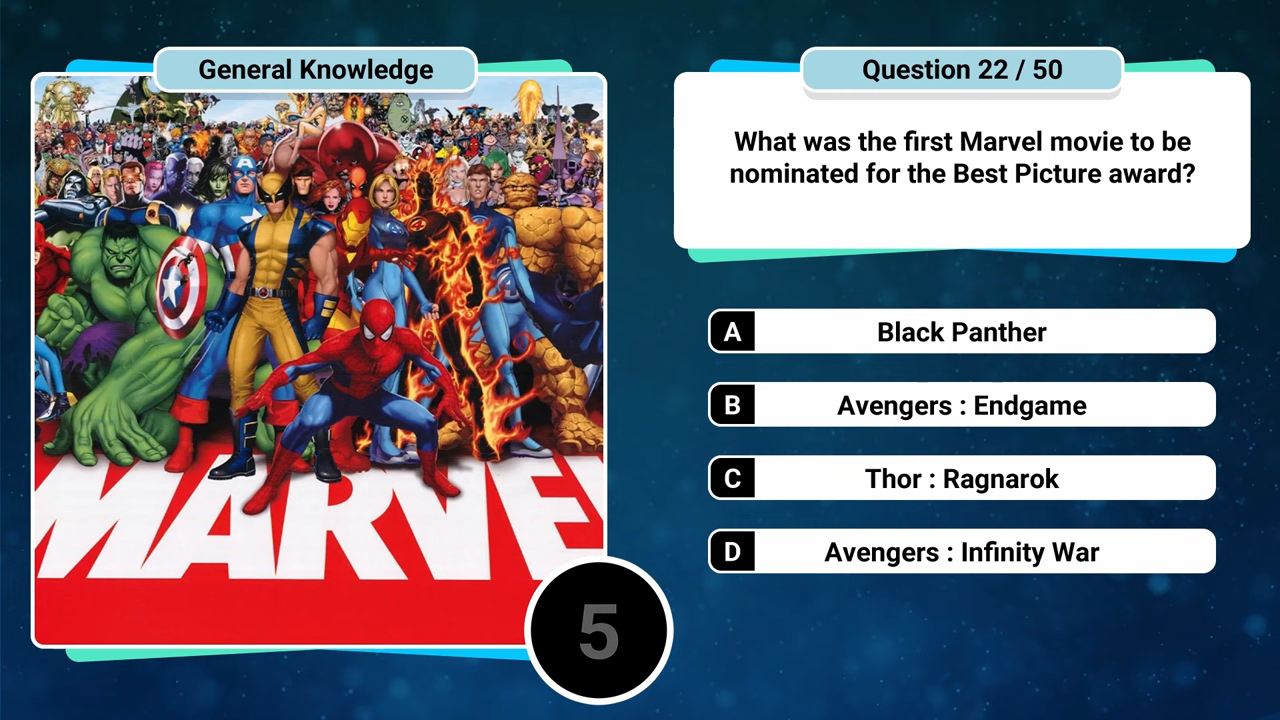 General Knowledge
MARVE
5
Question 22 / 50
What was the first Marvel movie to be
nominated for the Best Picture award?
A Black Panther
B Avengers : Endgame
C Thor : Ragnarok
D Avengers : Infinity War